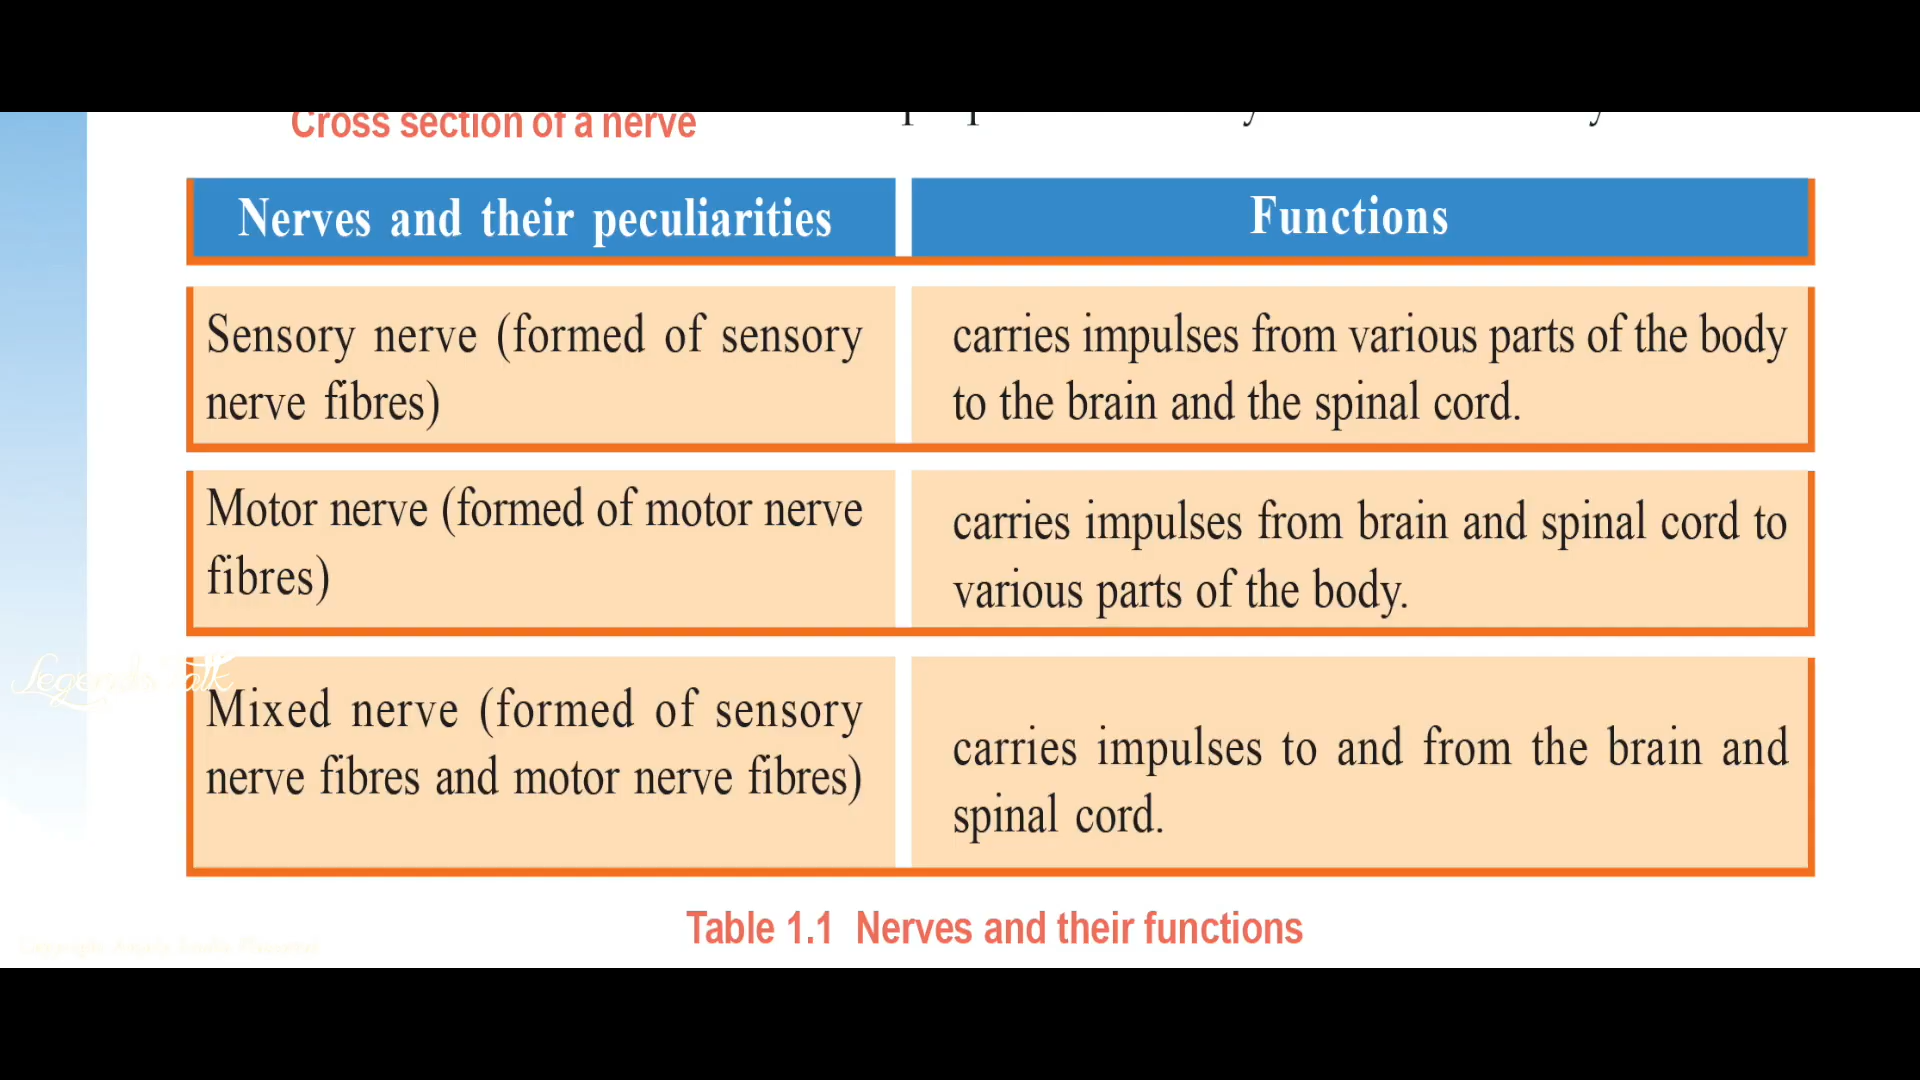 Cross section of a nerve
Nerves and their peculiarities
Functions
Sensory nerve (formed of sensory
nerve fibres)
carries impulses from various parts of the body
to the brain and the spinal cord.
Motor nerve (formed of motor nerve
fibres)
carries impulses from brain and spinal cord to
various parts of the body.
Legends Talk
Mixed nerve (formed of sensory
nerve fibres and motor nerve fibres)
carries impulses to and from the brain and
spinal cord.
Table 1.1 Nerves and their functions